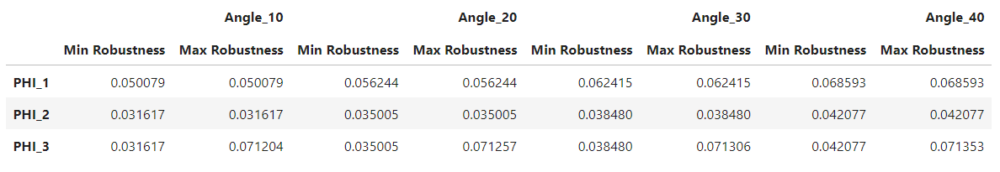 Angle_10 Angle_20 Angle_30 Angle_40
Min Robustness Max Robustness Min Robustness Max Robustness Min Robustness Max Robustness Min Robustness Max Robustness
PHI_1 0.050079 0.050079 0.056244 0.056244 0.062415 0.062415 0.068593 0.068593
PHI_2 0.031617 0.031617 0.035005 0.035005 0.038480 0.038480 0.042077 0.042077
PHI_3 0.031617 0.071204 0.035005 0.071257 0.038480 0.071306 0.042077 0.071353